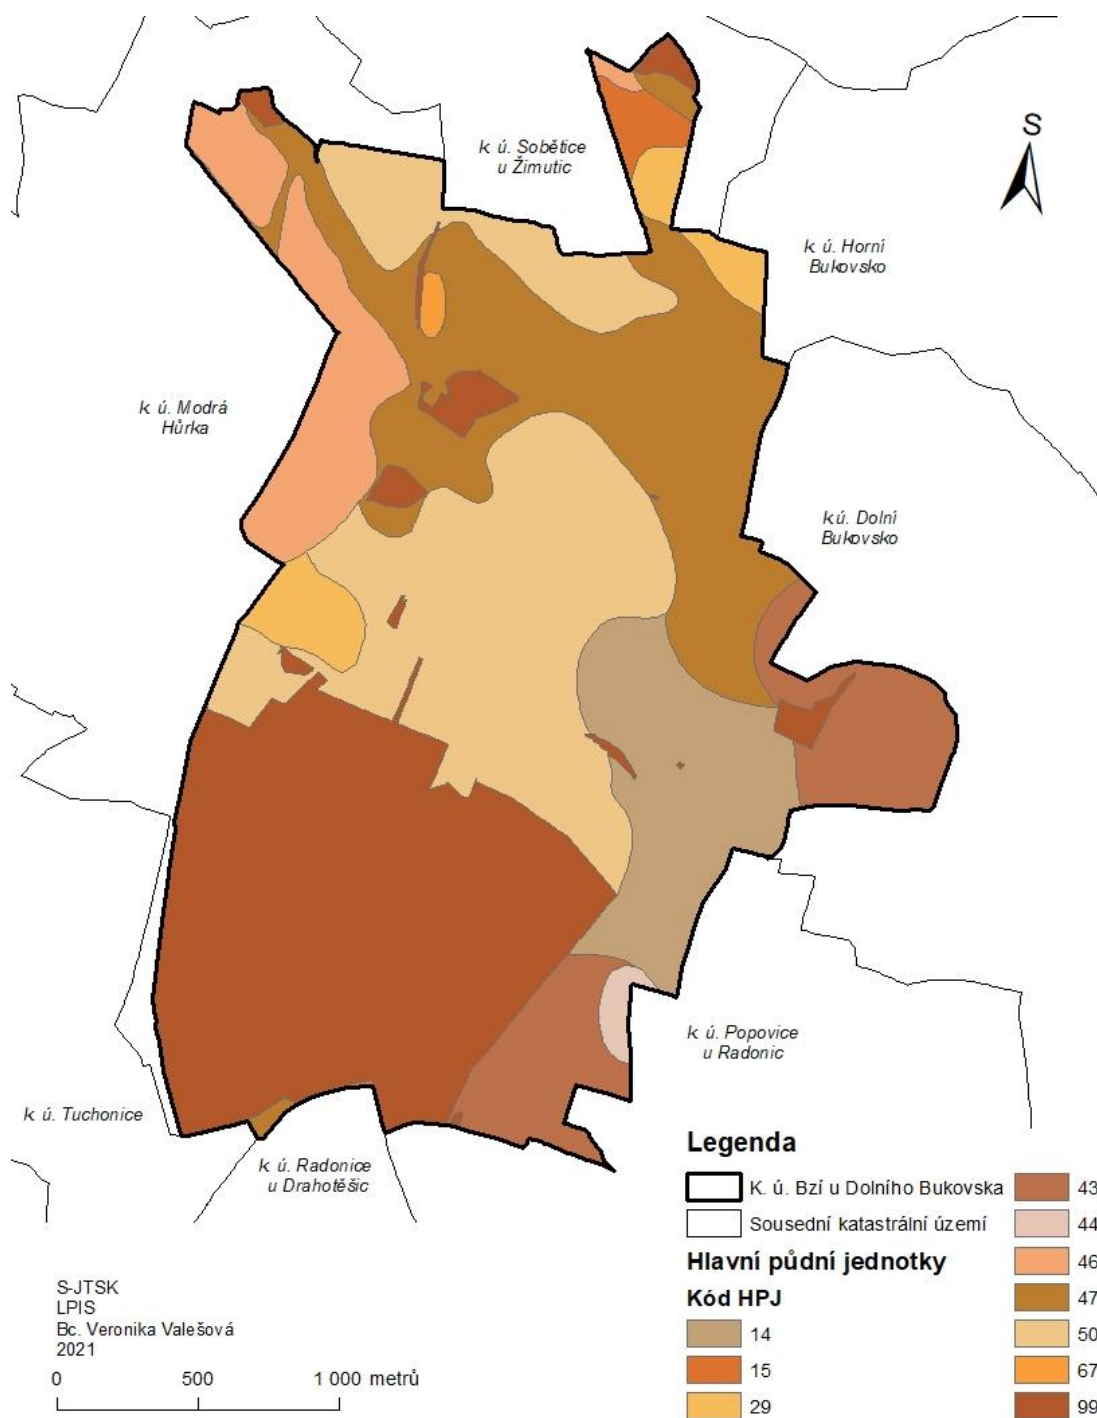 S
k. ú. Sobětice
u Žimutic
k. ú. Horní
Bukovsko
k. ú. Modrá
Hůrka
k.ú. Dolní
Bukovsko
k. ú. Popovice
u Radonic
k. ú. Tuchonice
k. ú. Radonice
u Drahotěšic
Legenda
K. ú. Bzí u Dolního Bukovska
Sousední katastrální území
Hlavní půdní jednotky
Kód HPJ
14
15
29
43
44
46
47
50
67
99
S-JTSK
LPIS
Bc. Veronika Valešová
2021
0 500 1 000 metrů